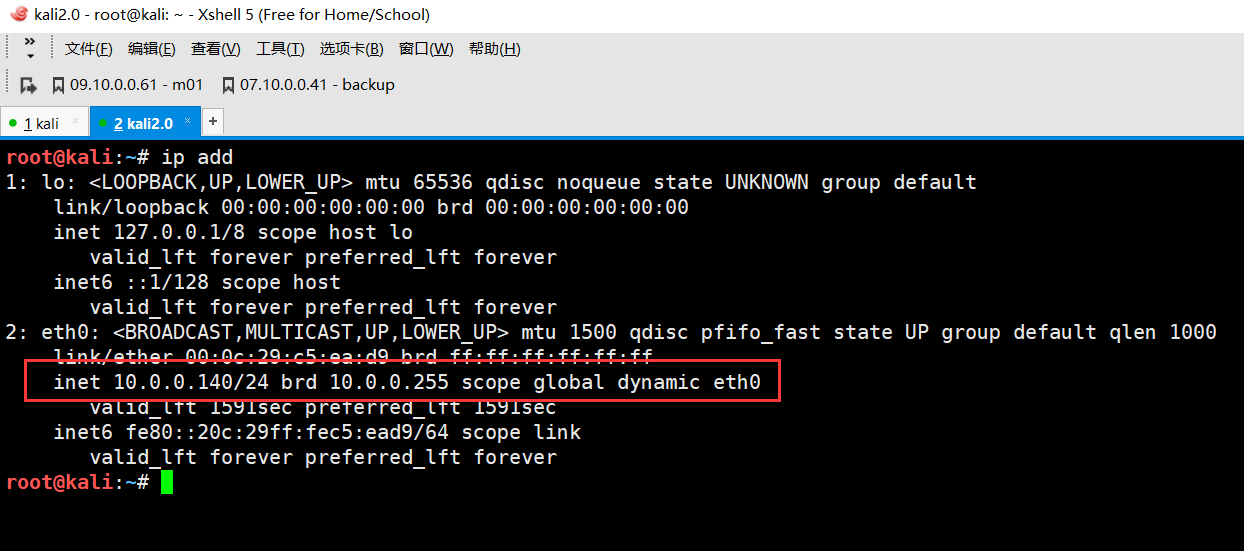 kali2.0 - root@kali: ~ - Xshell 5 (Free for Home/School)
» 文件(F) 编辑(E) 查看(V) 工具(T) 选项卡(B) 窗口(W) 帮助(H)
09.10.0.0.61 - m01 07.10.0.0.41 - backup
1 kali × 2 kali2.0 × +
root@kali:~# ip add
1: lo: <LOOPBACK,UP,LOWER_UP> mtu 65536 qdisc noqueue state UNKNOWN group default
link/loopback 00:00:00:00:00:00 brd 00:00:00:00:00:00
inet 127.0.0.1/8 scope host lo
valid_lft forever preferred_lft forever
inet6 ::1/128 scope host
valid_lft forever preferred_lft forever
2: eth0: <BROADCAST,MULTICAST,UP,LOWER_UP> mtu 1500 qdisc pfifo_fast state UP group default qlen 1000
link/ether 00:0c:29:c5:ea:d9 brd ff:ff:ff:ff:ff:ff
inet 10.0.0.140/24 brd 10.0.0.255 scope global dynamic eth0
valid_lft 1591sec preferred_lft 1591sec
inet6 fe80::20c:29ff:fec5:ead9/64 scope link
valid_lft forever preferred_lft forever
root@kali:~#